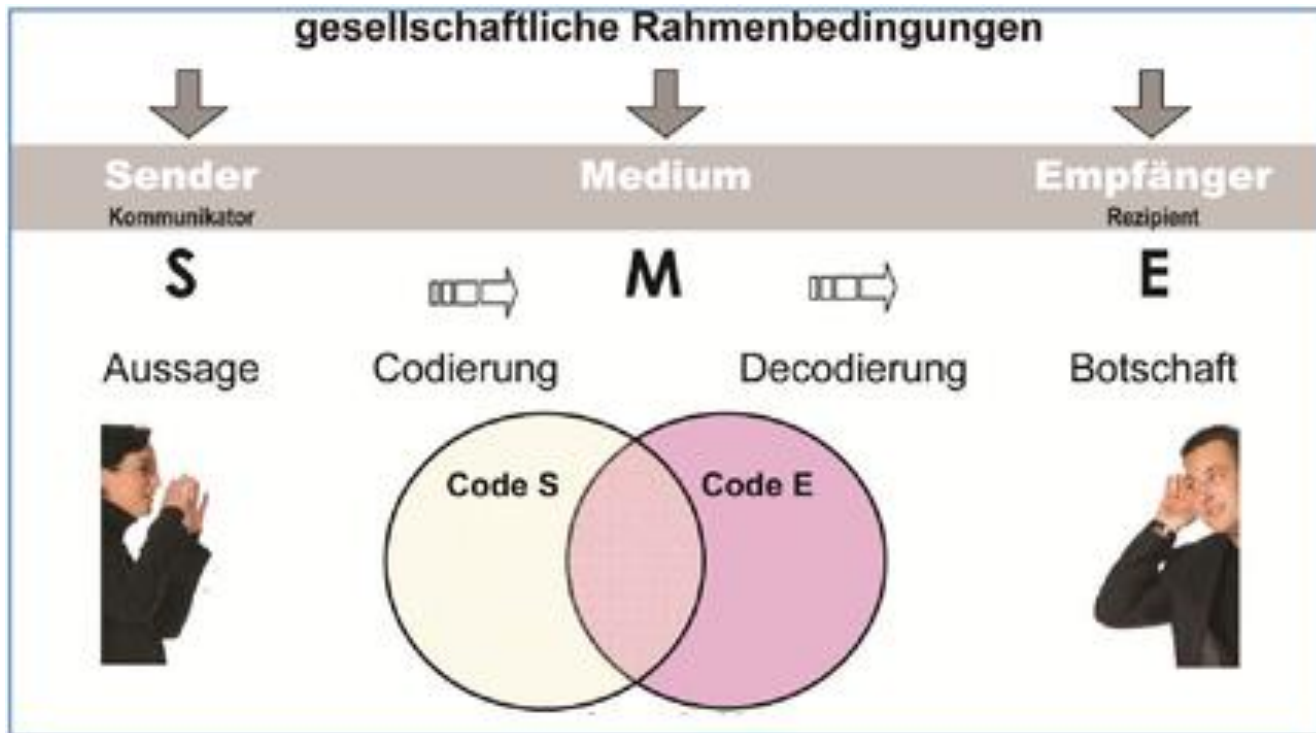 gesellschaftliche Rahmenbedingungen
Sender Medium Empfänger
Kommunikator Rezipient
S M E
Aussage Codierung Decodierung Botschaft
Code S Code E